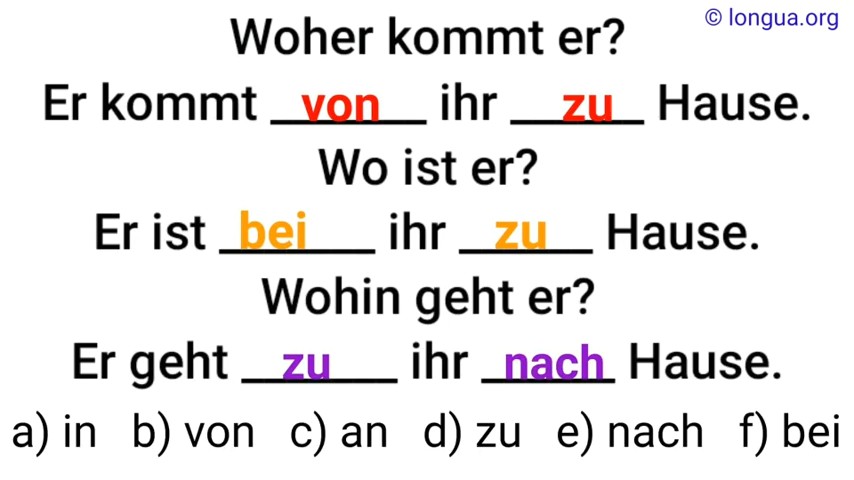 © longua.org
Woher kommt er?
Er kommt von ihr zu Hause.
Wo ist er?
Er ist bei ihr zu Hause.
Wohin geht er?
Er geht zu ihr nach Hause.
a) in b) von c) an d) zu e) nach f) bei